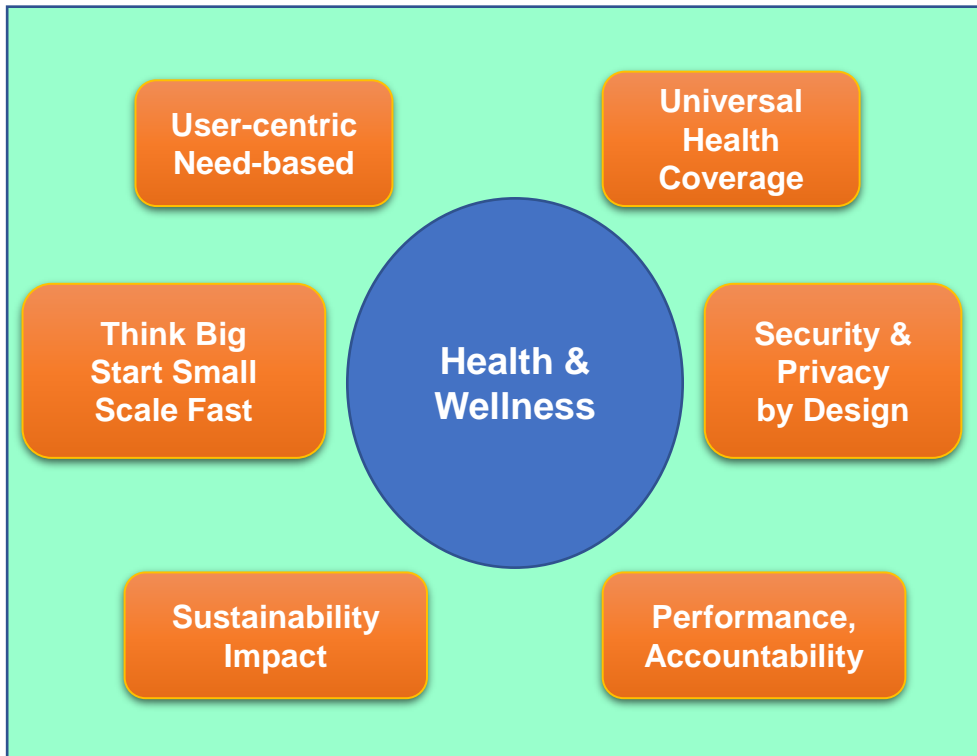 User-centric
Need-based
Universal
Health
Coverage
Think Big
Start Small
Scale Fast
Health &
Wellness
Security &
Privacy
by Design
Sustainability
Impact
Performance,
Accountability